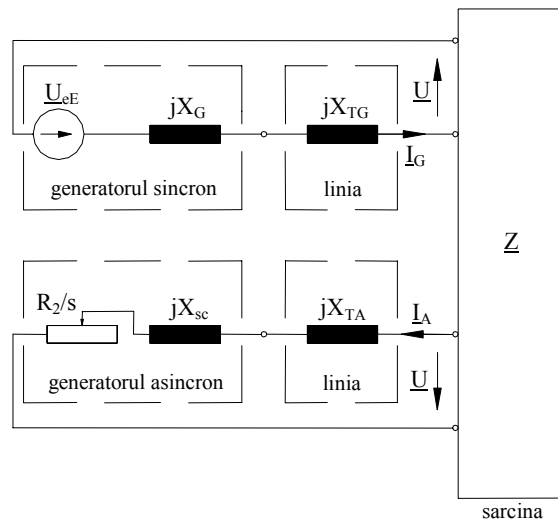 U_eE
jX_G
jX_TG
U
I_G
generatorul sincron
linia
Z
R_2/s
jX_sc
jX_TA
I_A
generatorul asincron
linia
U
sarcina